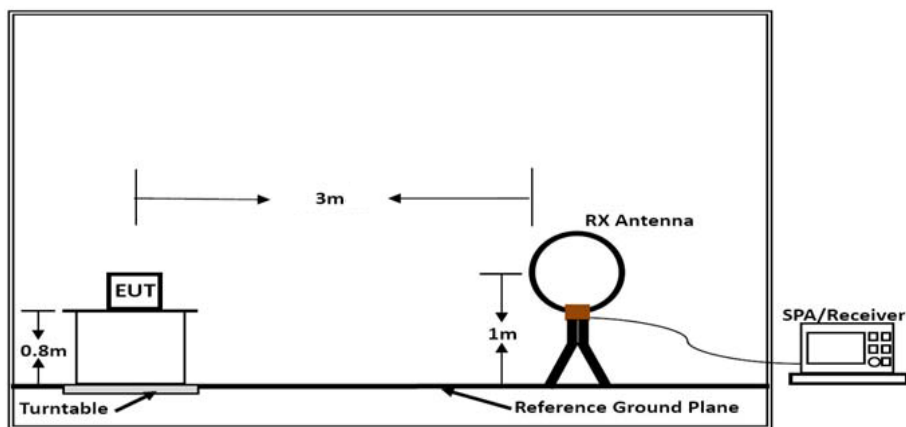 3m
RX Antenna
EUT
SPA/Receiver
0.8m
1m
Turntable
Reference Ground Plane